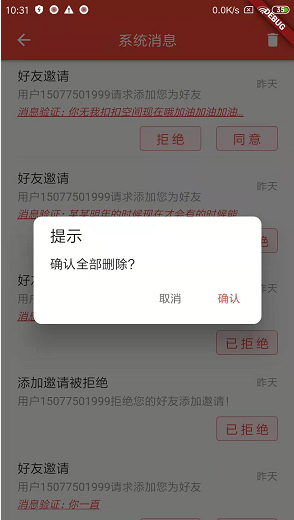 10:31
0.0K/s
35
DEBUG
系统消息
好友邀请
昨天
用户15077501999请求添加您为好友
消息验证：你无我扣扣空间现在哦加油加油加油...
拒绝
同意
好友邀请
昨天
用户15077501999请求添加您为好友
消息验证：某某明年的时候现在才会有的时候能
绝
提示
确认全部删除?
取消
确认
好
昨天
用
消
已拒绝
添加邀请被拒绝
昨天
用户15077501999拒绝您的好友添加邀请！
已拒绝
好友邀请
昨天
用户15077501999请求添加您为好友
消息验证：你一直